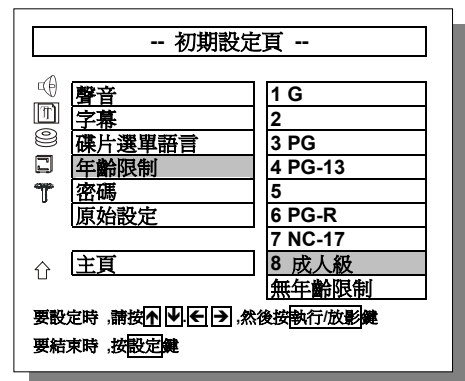 -- 初期設定頁 --
聲音
字幕
碟片選單語言
年齡限制
密碼
原始設定
主頁
1 G
2
3 PG
4 PG-13
5
6 PG-R
7 NC-17
8 成人級
無年齡限制
要設定時 ,請按↑ ↓.← → ,然後按執行/放影鍵
要結束時 ,按設定鍵